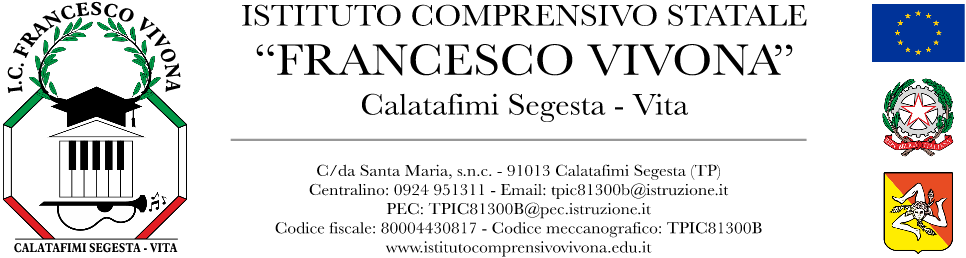 I.C. FRANCESCO VIVONA
CALATAFIMI SEGESTA - VITA
ISTITUTO COMPRENSIVO STATALE
“FRANCESCO VIVONA”
Calatafimi Segesta - Vita
C/da Santa Maria, s.n.c. - 91013 Calatafimi Segesta (TP)
Centralino: 0924 951311 - Email: tpic81300b@istruzione.it
PEC: TPIC81300B@pec.istruzione.it
Codice fiscale: 80004430817 - Codice meccanografico: TPIC81300B
www.istitutocomprensivovivona.edu.it